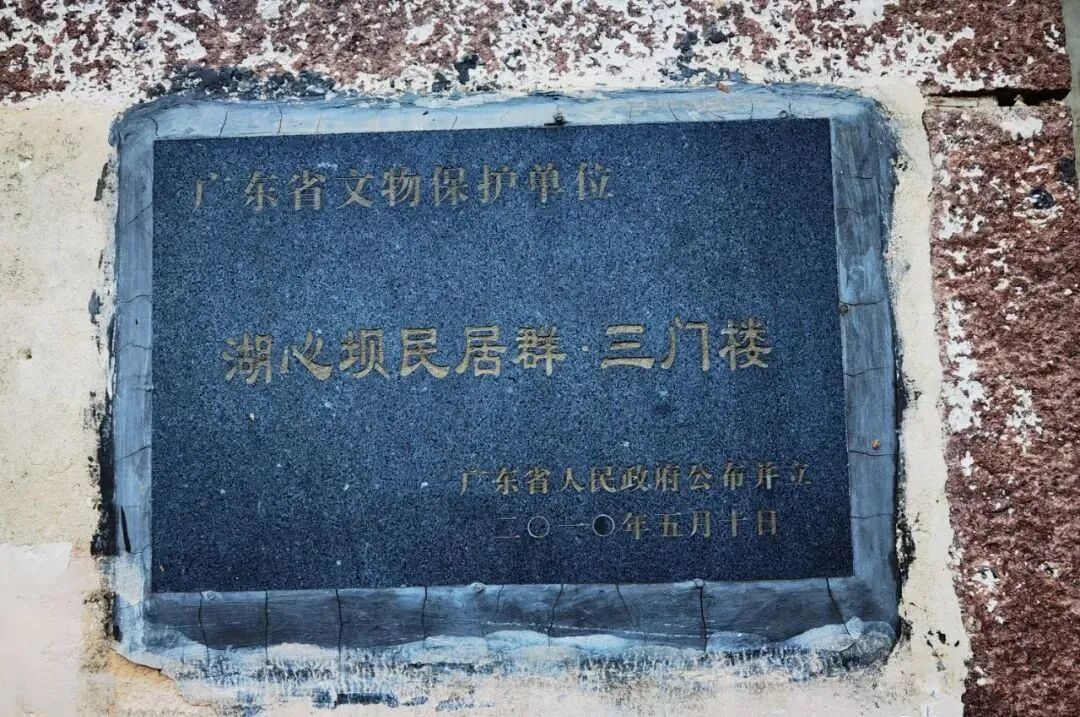 广东省文物保护单位
湖心坝民居群·三门楼
广东省人民政府公布并立
二〇一〇年五月十日